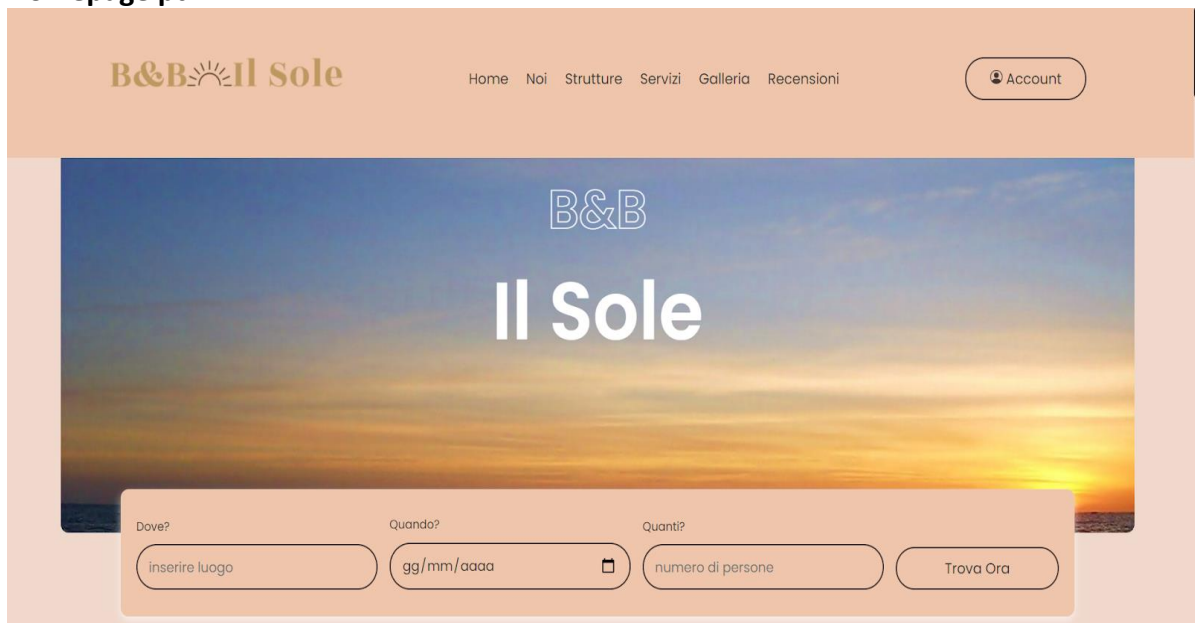 B&B Il Sole
Home Noi Strutture Servizi Galleria Recensioni
Account
B&B
Il Sole
Dove?
Quando?
Quanti?
inserire luogo
gg/mm/aaaa
numero di persone
Trova Ora